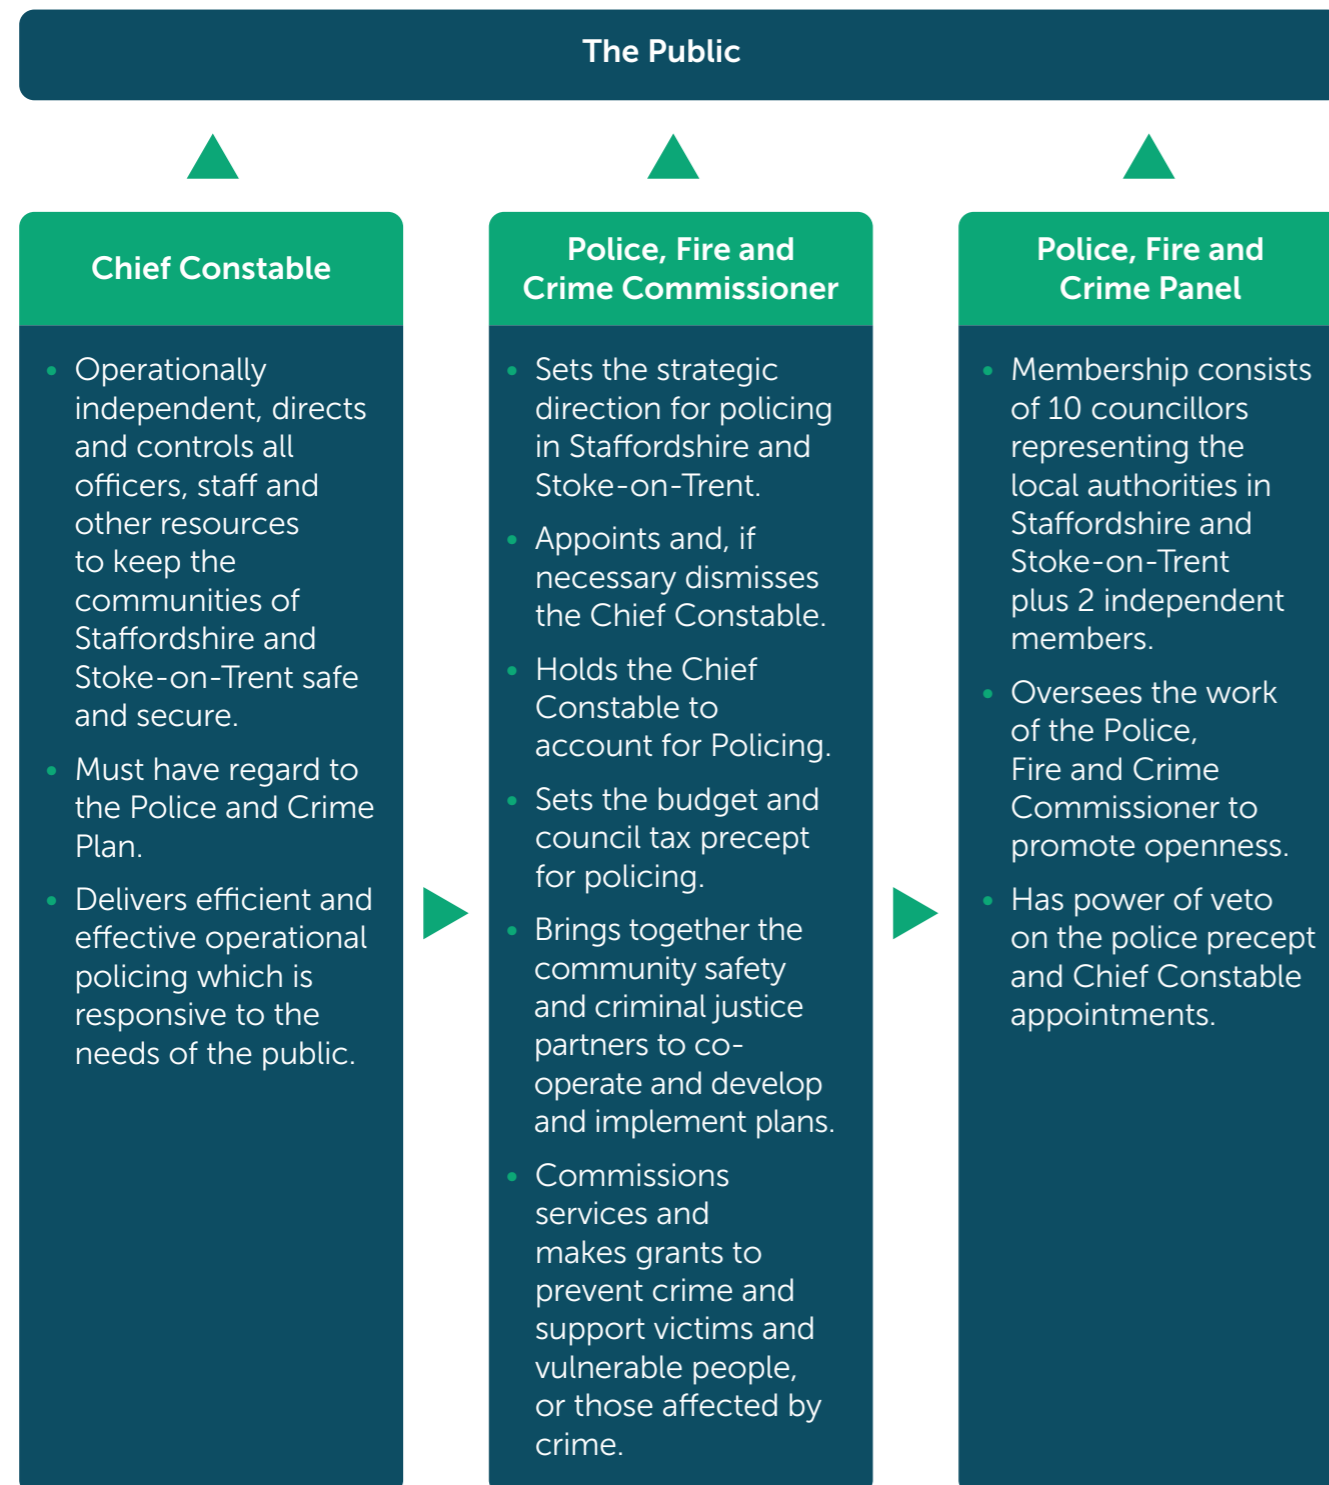 The Public
Chief Constable
• Operationally
independent, directs
and controls all
officers, staff and
other resources
to keep the
communities of
Staffordshire and
Stoke-on-Trent safe
and secure.
• Must have regard to
the Police and Crime
Plan.
• Delivers efficient and
effective operational
policing which is
responsive to the
needs of the public.
Police, Fire and
Crime Commissioner
• Sets the strategic
direction for policing
in Staffordshire and
Stoke-on-Trent.
• Appoints and, if
necessary dismisses
the Chief Constable.
• Holds the Chief
Constable to
account for Policing.
• Sets the budget and
council tax precept
for policing.
• Brings together the
community safety
and criminal justice
partners to co-
operate and develop
and implement plans.
• Commissions
services and
makes grants to
prevent crime and
support victims and
vulnerable people,
or those affected by
crime.
Police, Fire and
Crime Panel
• Membership consists
of 10 councillors
representing the
local authorities in
Staffordshire and
Stoke-on-Trent
plus 2 independent
members.
• Oversees the work
of the Police,
Fire and Crime
Commissioner to
promote openness.
• Has power of veto
on the police precept
and Chief Constable
appointments.